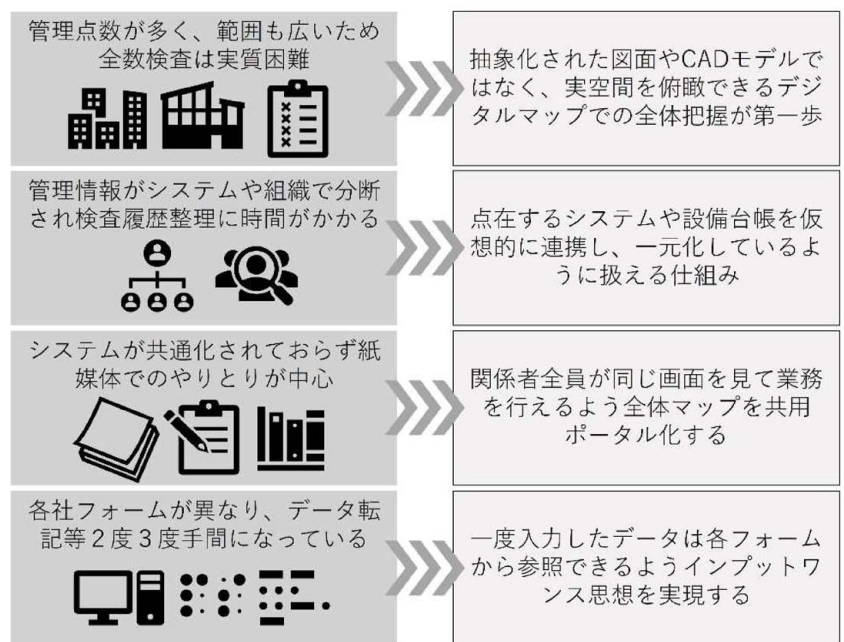 管理点数が多く、範囲も広いため
全数検査は実質困難
抽象化された図面やCADモデルで
はなく、実空間を俯瞰できるデジ
タルマップでの全体把握が第一歩
管理情報がシステムや組織で分断
され検査履歴整理に時間がかかる
点在するシステムや設備台帳を仮
想的に連携し、一元化しているよ
うに扱える仕組み
システムが共通化されておらず紙
媒体でのやりとりが中心
関係者全員が同じ画面を見て業務
を行えるよう全体マップを共用
ポータル化する
各社フォームが異なり、データ転
記等２度３度手間になっている
一度入力したデータは各フォーム
から参照できるようインプットワ
ンス思想を実現する